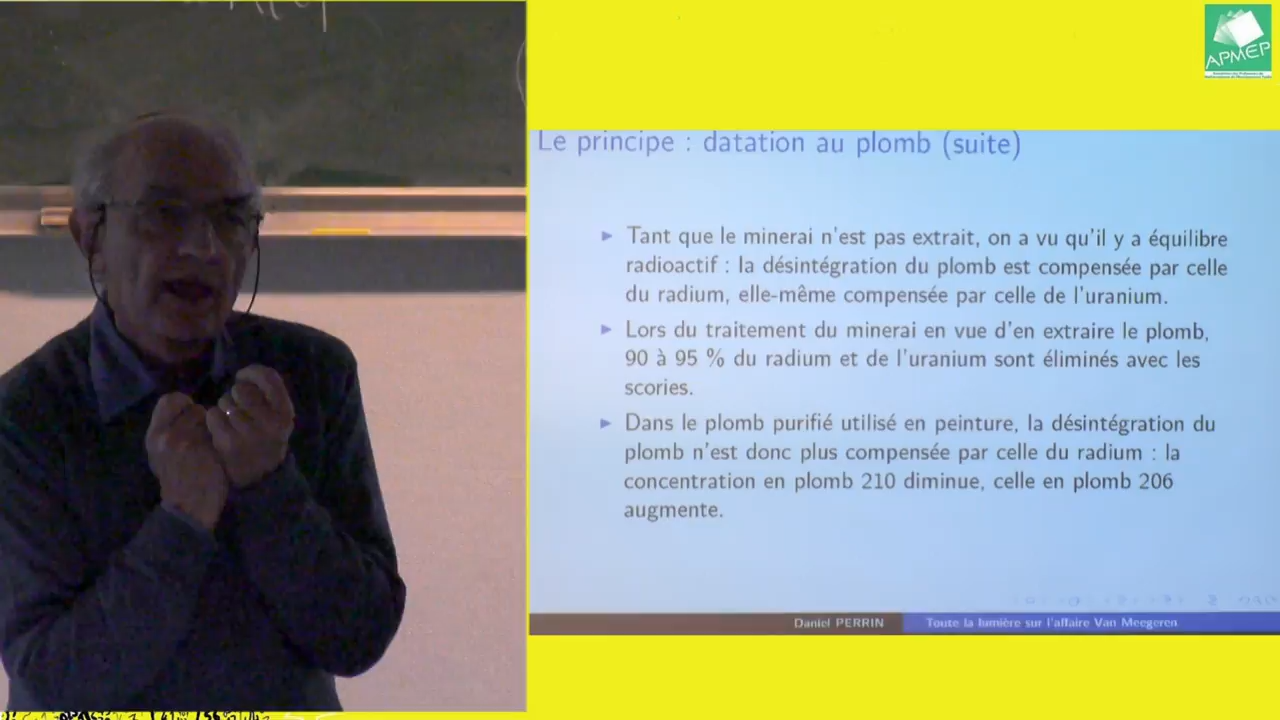 APMEP
Le principe : datation au plomb (suite)
Tant que le minerai n'est pas extrait, on a vu qu'il y a équilibre
radioactif : la désintégration du plomb est compensée par celle
du radium, elle-même compensée par celle de l'uranium.
Lors du traitement du minerai en vue d'en extraire le plomb,
90 à 95 % du radium et de l'uranium sont éliminés avec les
scories.
Dans le plomb purifié utilisé en peinture, la désintégration du
plomb n'est donc plus compensée par celle du radium : la
concentration en plomb 210 diminue, celle en plomb 206
augmente.
Daniel PERRIN
Toute la lumière sur l'affaire Van Meegeren